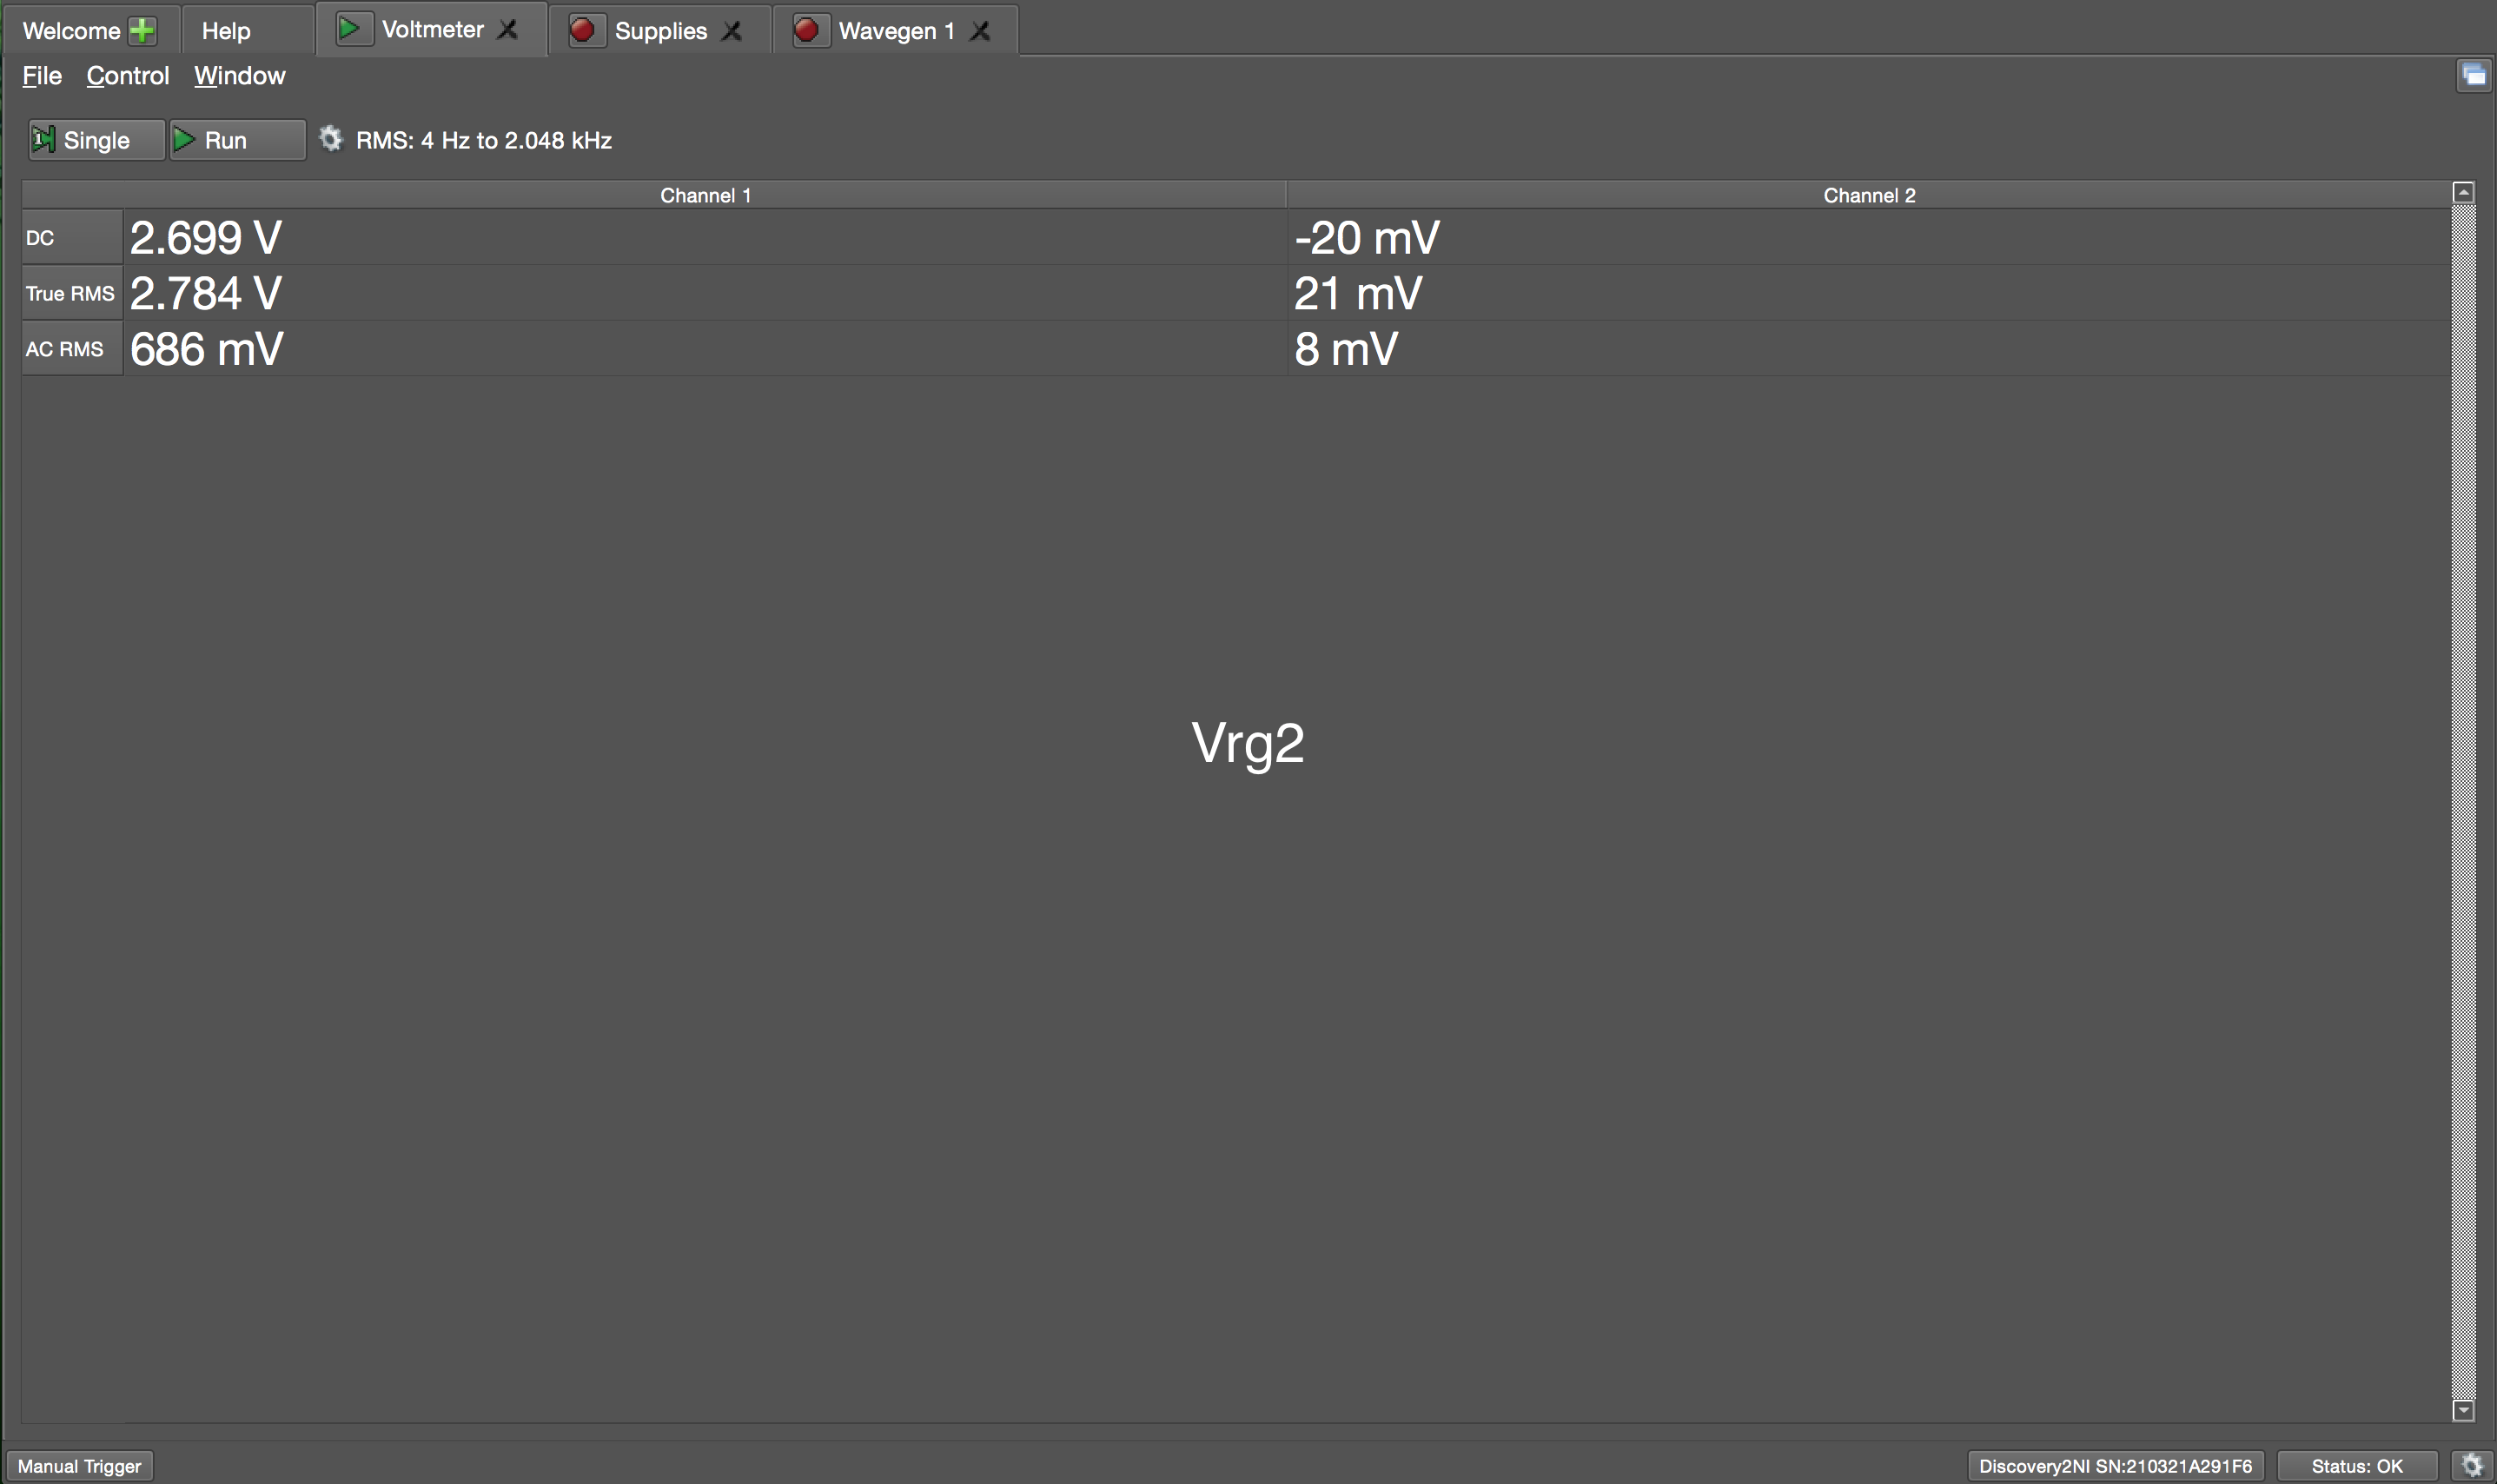 Welcome Help Voltmeter Supplies Wavegen 1
File Control Window
1 Single Run RMS: 4 Hz to 2.048 kHz
Channel 1 Channel 2
DC 2.699 V -20 mV
True RMS 2.784 V 21 mV
AC RMS 686 mV 8 mV
Vrg2
Manual Trigger Discovery2NI SN:210321A291F6 Status: OK